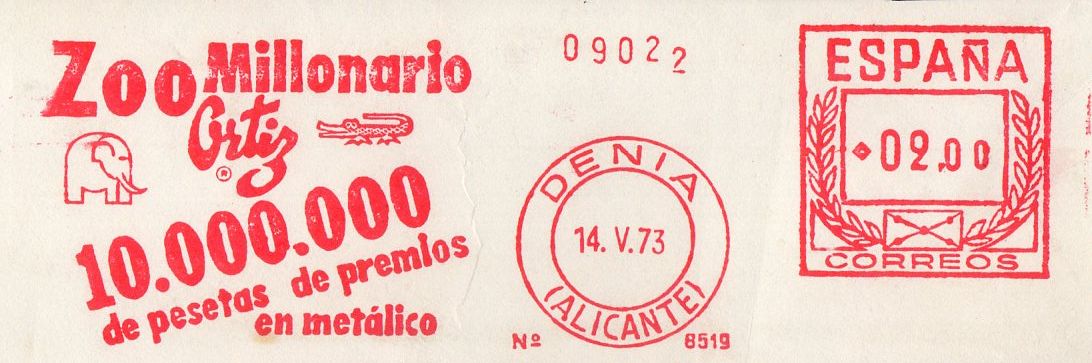 Zoo Millonario
Ortiz
®
10.000.000
de pesetas de premios
en metálico
09022
DENIA
14. V. 73
(ALICANTE)
Nº 8519
ESPAÑA
02,00
CORREOS